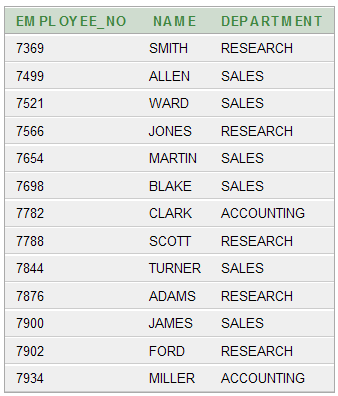 EMPLOYEE_NO NAME DEPARTMENT
7369 SMITH RESEARCH
7499 ALLEN SALES
7521 WARD SALES
7566 JONES RESEARCH
7654 MARTIN SALES
7698 BLAKE SALES
7782 CLARK ACCOUNTING
7788 SCOTT RESEARCH
7844 TURNER SALES
7876 ADAMS RESEARCH
7900 JAMES SALES
7902 FORD RESEARCH
7934 MILLER ACCOUNTING